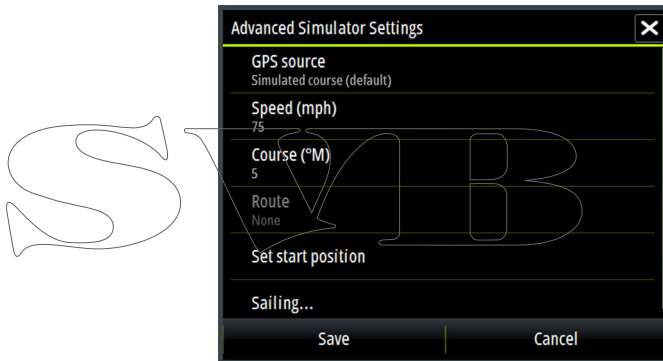 Advanced Simulator Settings
GPS source
Simulated course (default)
Speed (mph)
75
Course (°M)
5
Route
None
Set start position
Sailing...
Save
Cancel
SVB